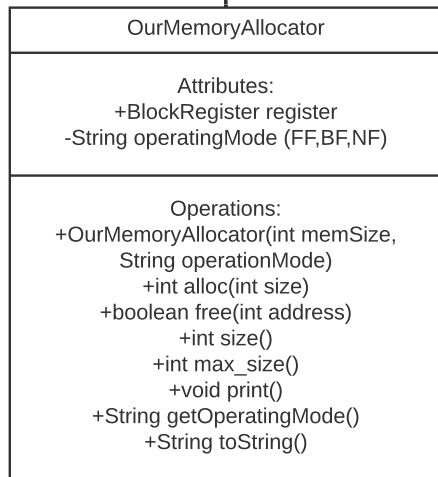 OurMemoryAllocator
Attributes:
+BlockRegister register
-String operatingMode (FF,BF,NF)
Operations:
+OurMemoryAllocator(int memSize,
String operationMode)
+int alloc(int size)
+boolean free(int address)
+int size()
+int max_size()
+void print()
+String getOperatingMode()
+String toString()